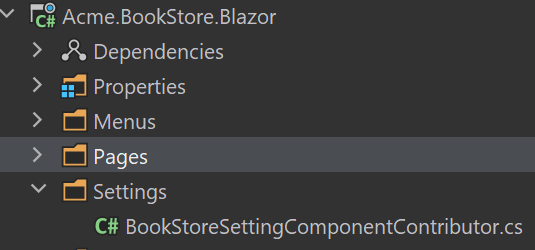 Acme.BookStore.Blazor
Dependencies
Properties
Menus
Pages
Settings
C# BookStoreSettingComponentContributor.cs